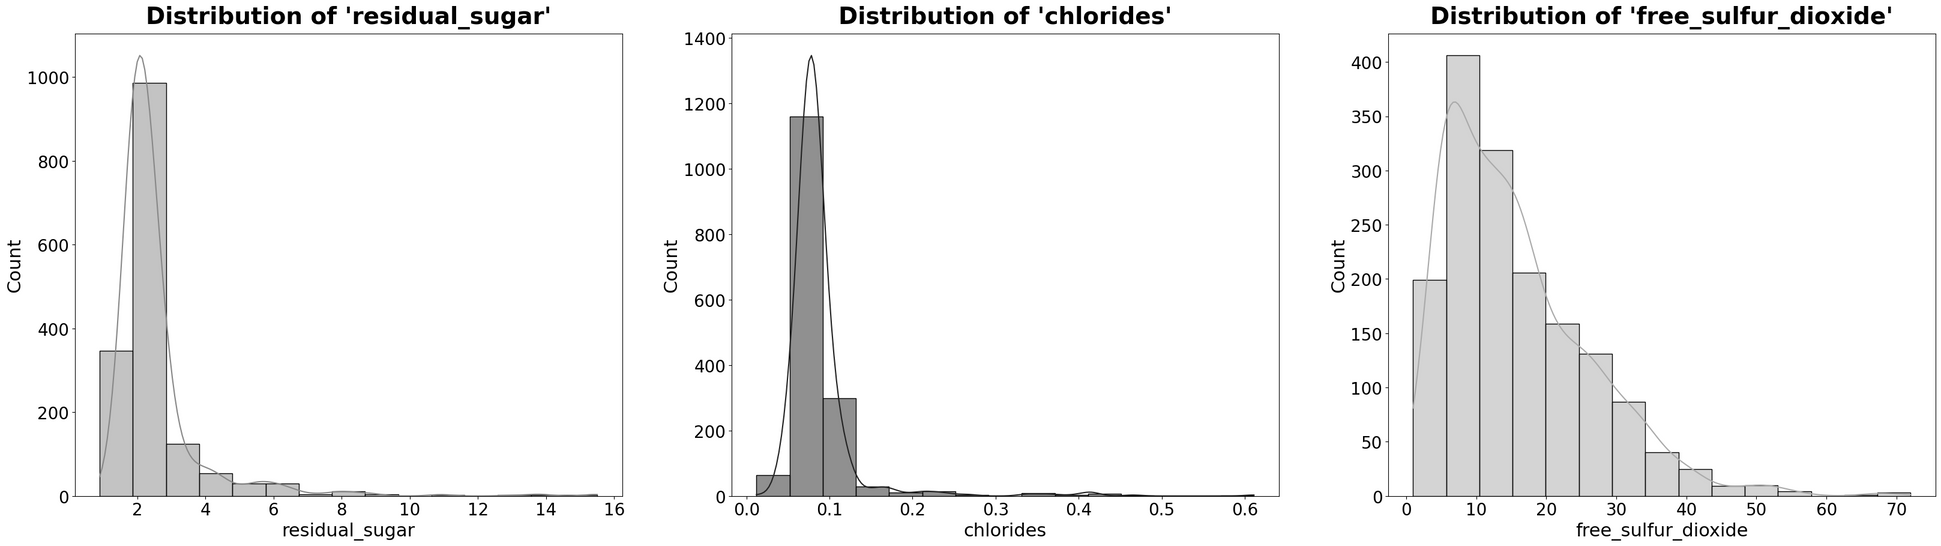 Distribution of 'residual_sugar'
Count
1000
800
600
400
200
0
2 4 6 8 10 12 14 16
residual_sugar
Distribution of 'chlorides'
Count
1400
1200
1000
800
600
400
200
0
0.0 0.1 0.2 0.3 0.4 0.5 0.6
chlorides
Distribution of 'free_sulfur_dioxide'
Count
400
350
300
250
200
150
100
50
0
0 10 20 30 40 50 60 70
free_sulfur_dioxide